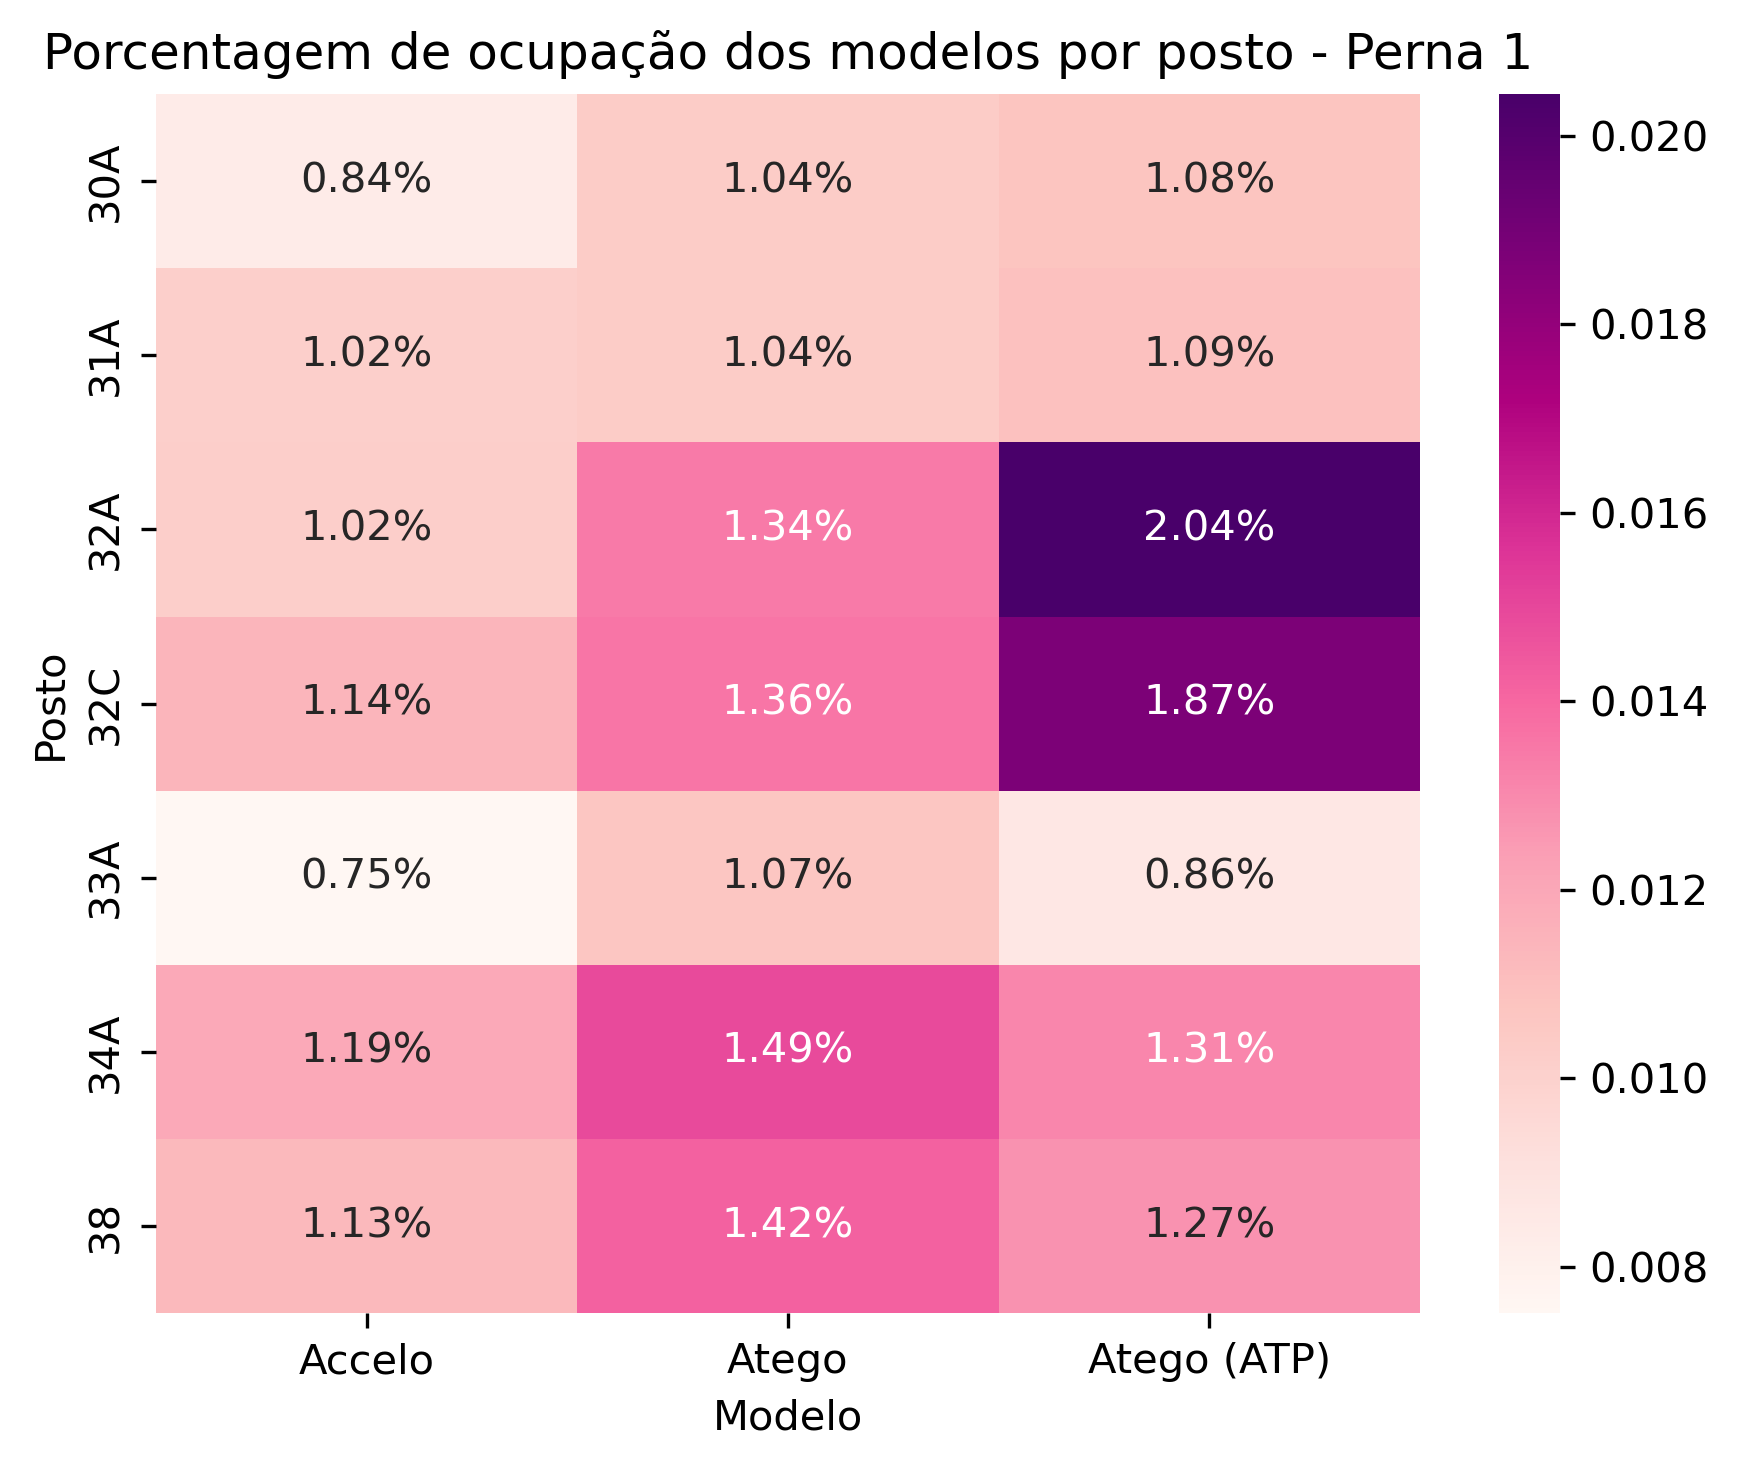 Porcentagem de ocupação dos modelos por posto - Perna 1
30A 0.84% 1.04% 1.08%
31A 1.02% 1.04% 1.09%
32A 1.02% 1.34% 2.04%
32C 1.14% 1.36% 1.87%
33A 0.75% 1.07% 0.86%
34A 1.19% 1.49% 1.31%
38 1.13% 1.42% 1.27%
Posto
Accelo Atego Atego (ATP)
Modelo
0.020
0.018
0.016
0.014
0.012
0.010
0.008